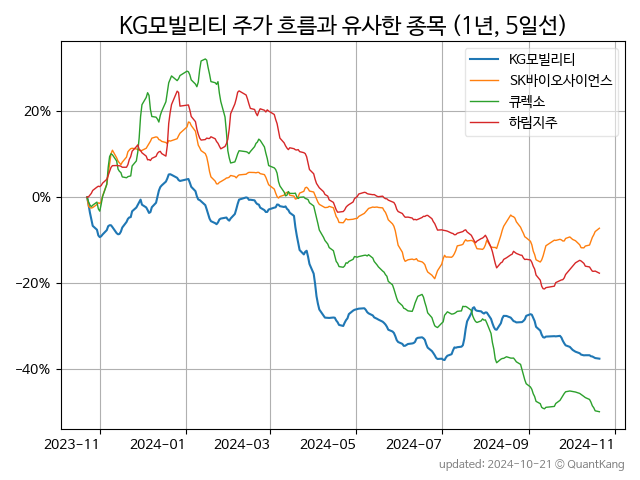 KG모빌리티 주가 흐름과 유사한 종목 (1년, 5일선)
KG모빌리티
SK바이오사이언스
큐렉소
하림지주
20%
0%
−20%
−40%
2023-11 2024-01 2024-03 2024-05 2024-07 2024-09 2024-11
updated: 2024-10-21 © QuantKang